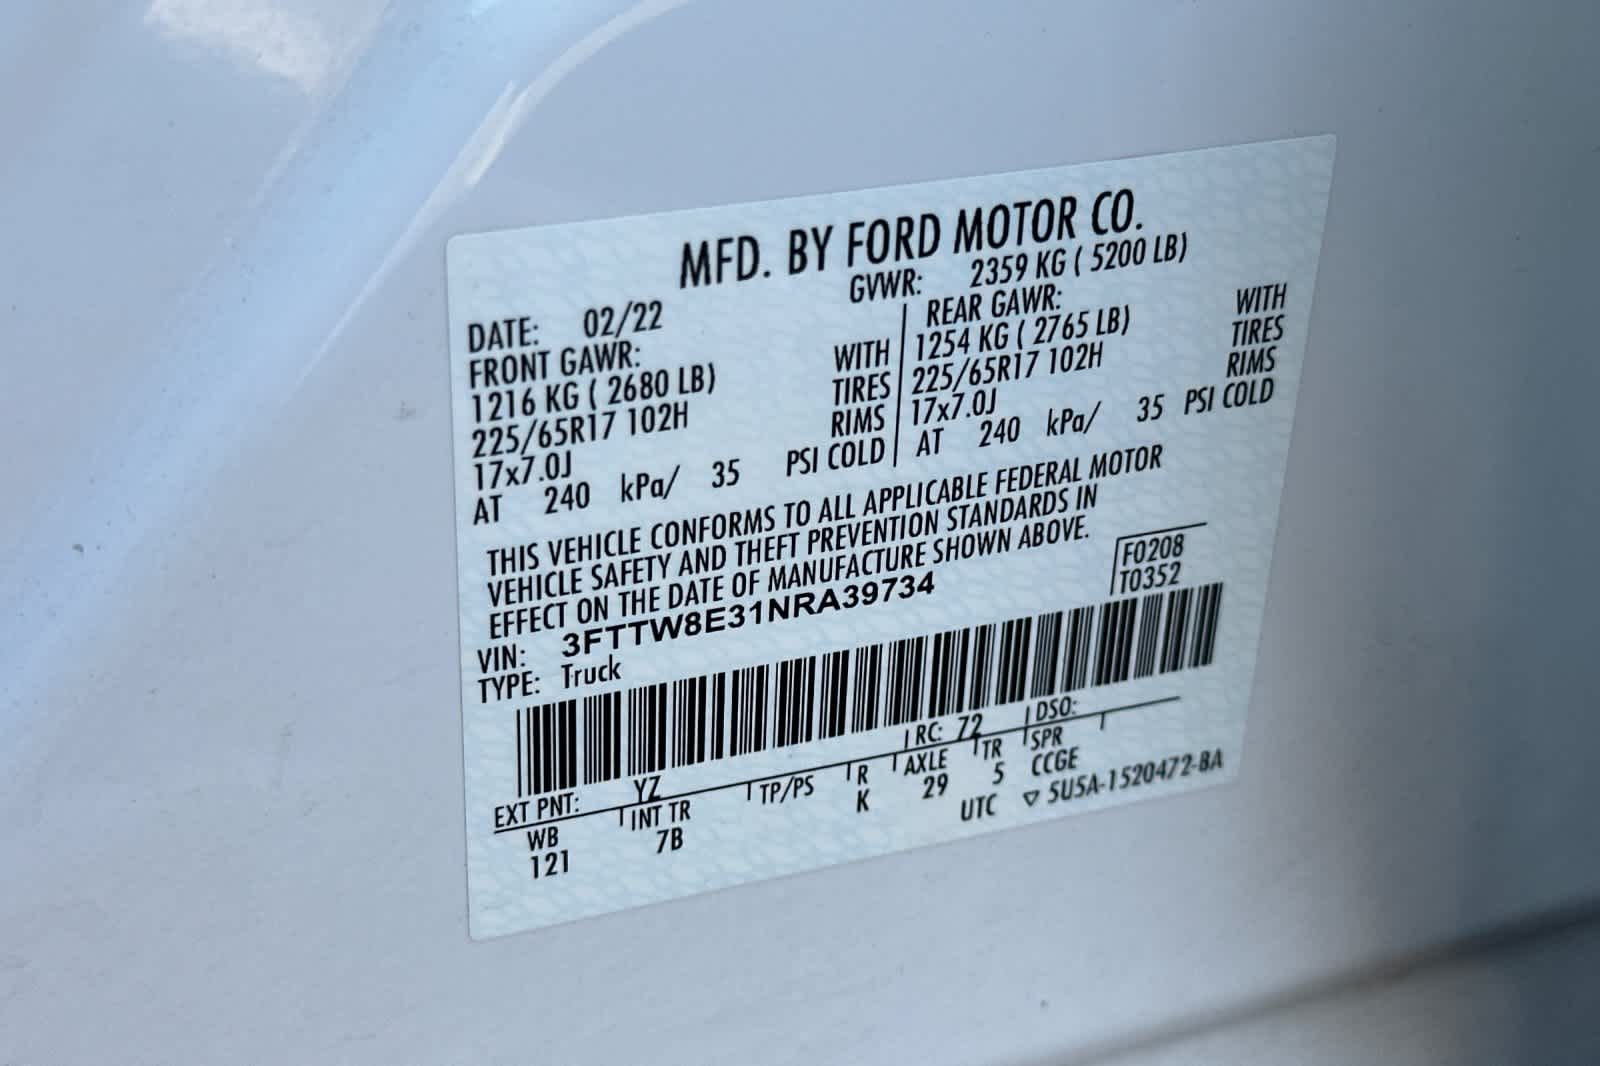 MFD. BY FORD MOTOR CO.
DATE: 02/22 GVWR: 2359 KG ( 5200 LB)
FRONT GAWR:
1216 KG ( 2680 LB) WITH
225/65R17 102H TIRES
17x7.0J RIMS
AT 240 kPa/ 35 PSI COLD
REAR GAWR:
1254 KG ( 2765 LB) WITH
225/65R17 102H TIRES
17x7.0J RIMS
AT 240 kPa/ 35 PSI COLD
THIS VEHICLE CONFORMS TO ALL APPLICABLE FEDERAL MOTOR
VEHICLE SAFETY AND THEFT PREVENTION STANDARDS IN
EFFECT ON THE DATE OF MANUFACTURE SHOWN ABOVE.
VIN: 3FTTW8E31NRA39734
TYPE: Truck
F0208
T0352
EXT PNT: YZ RC: 72 DSO:
WB INT TR TP/PS R AXLE TR SPR
121 7B K 29 5 CCGE
UTC ▽ 5U5A-1520472-BA